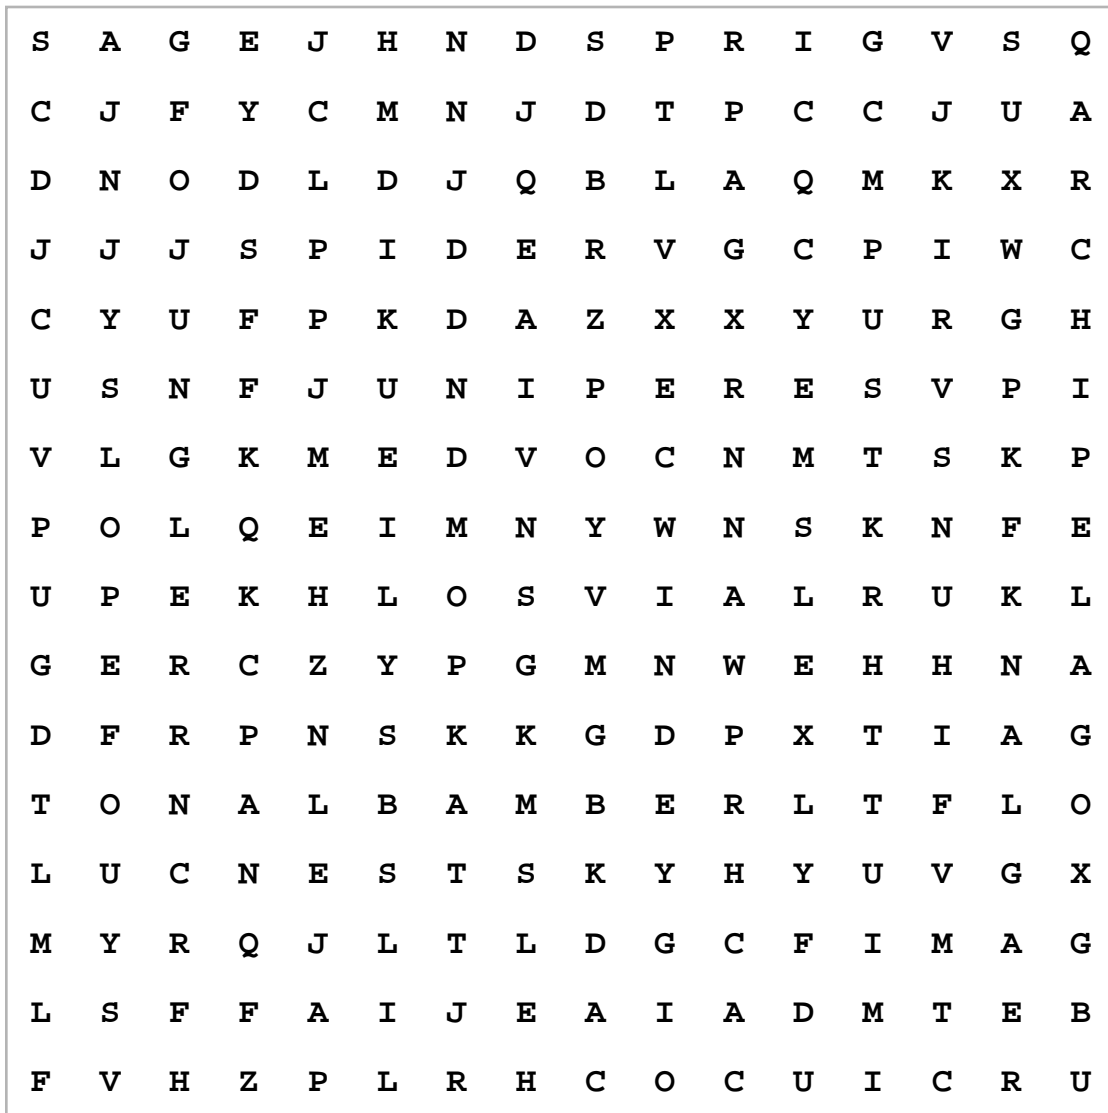 S A G E J H N D S P R I G V S Q
C J F Y C M N J D T P C C J U A
D N O D L D J Q B L A Q M K X R
J J J S P I D E R V G C P I W C
C Y U F P K D A Z X X Y U R G H
U S N F J U N I P E R E S V P I
V L G K M E D V O C N M T S K P
P O L Q E I M N Y W N S K N F E
U P E K H L O S V I A L R U K L
G E R C Z Y P G M N W E H H N A
D F R P N S K K G D P X T I A G
T O N A L B A M B E R L T F L O
L U C N E S T S K Y H Y U V G X
M Y R Q J L T L D G C F I M A G
L S F F A I J E A I A D M T E B
F V H Z P L R H C O C U I C R U